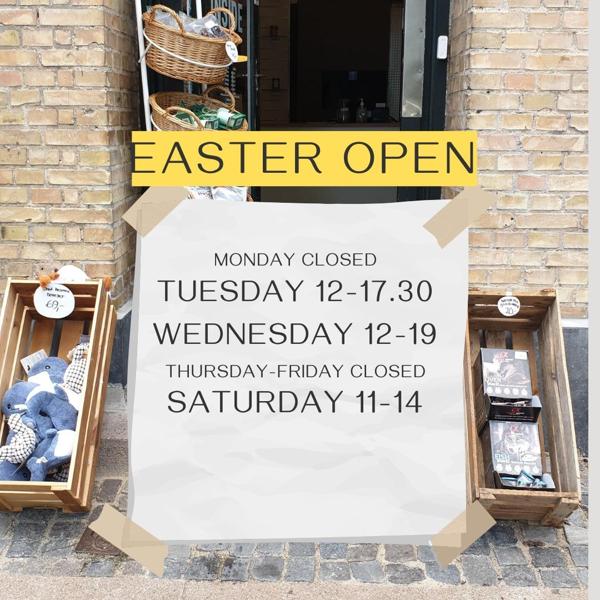 EASTER OPEN
MONDAY CLOSED
TUESDAY 12-17.30
WEDNESDAY 12-19
THURSDAY-FRIDAY CLOSED
SATURDAY 11-14